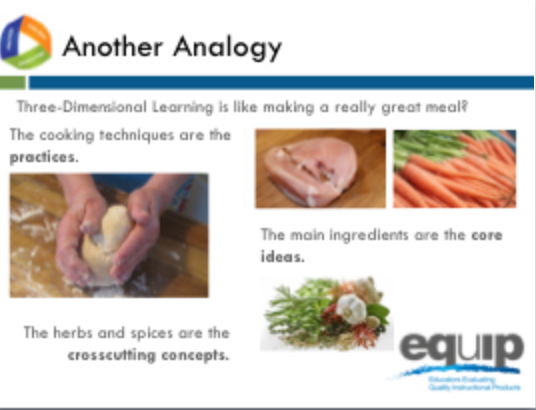 Another Analogy
Three-Dimensional Learning is like making a really great meal?
The cooking techniques are the
practices.
The main ingredients are the core
ideas.
The herbs and spices are the
crosscutting concepts.
equip
Educators Evaluating
Quality Instructional Products